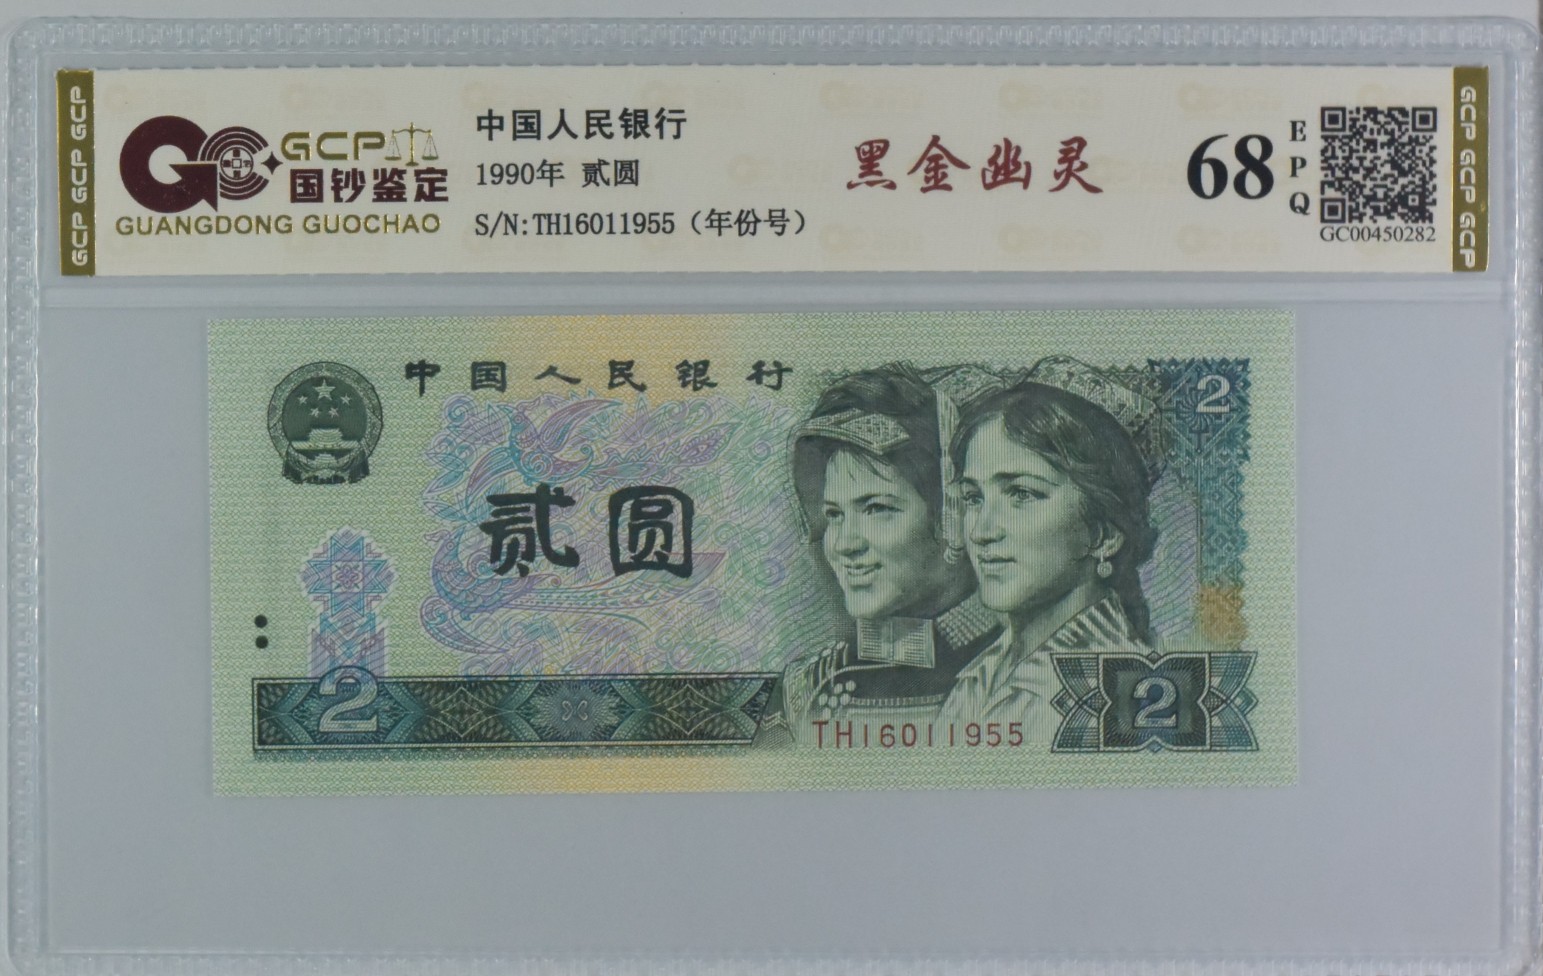 GCP GCP GCP
GCP
国钞鉴定
GUANGDONG GUOCHAO
中国人民银行
1990年 贰圆
S/N:TH16011955（年份号）
黑金幽灵
68
EPQ
GC00450282
GCP GCP GCP
中国人民银行
2
贰圆
2
TH16011955
2